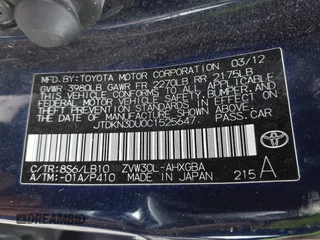 MFD. BY: TOYOTA MOTOR CORPORATION 03/12
GVWR 3980LB GAWR FR 2270LB RR 2175LB
THIS VEHICLE CONFORMS TO ALL APPLICABLE
FEDERAL MOTOR VEHICLE SAFETY, BUMPER, AND
THEFT PREVENTION STANDARDS IN EFFECT ON
THE DATE OF MANUFACTURE SHOWN ABOVE.
JTDKN3DU0C1525647 PASS. CAR
C/TR: 8S6/LB10 ZVW30L-AHXGBA
A/TM: -01A/P410 MADE IN JAPAN 215 A
DREAMBID